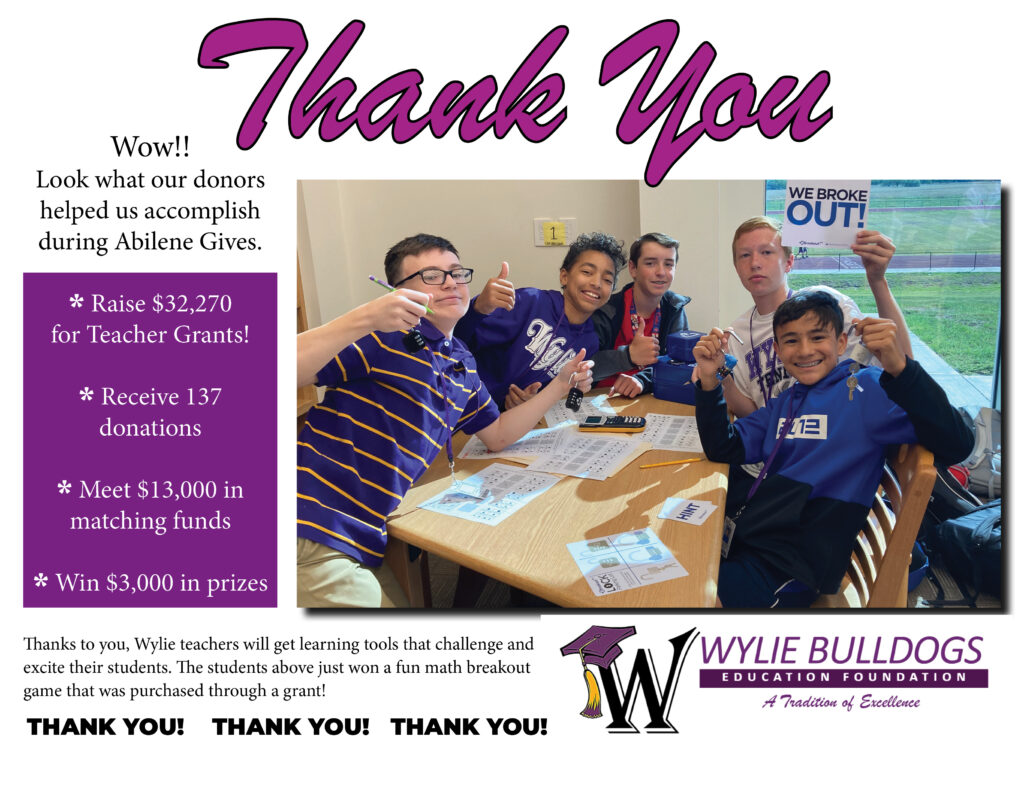 Thank You
Wow!!
Look what our donors
helped us accomplish
during Abilene Gives.
* Raise $32,270
for Teacher Grants!
* Receive 137
donations
* Meet $13,000 in
matching funds
* Win $3,000 in prizes
1
WE BROKE
OUT!
Wylie
HINT
LOCK
Thanks to you, Wylie teachers will get learning tools that challenge and
excite their students. The students above just won a fun math breakout
game that was purchased through a grant!
THANK YOU! THANK YOU! THANK YOU!
W
WYLIE BULLDOGS
EDUCATION FOUNDATION
A Tradition of Excellence